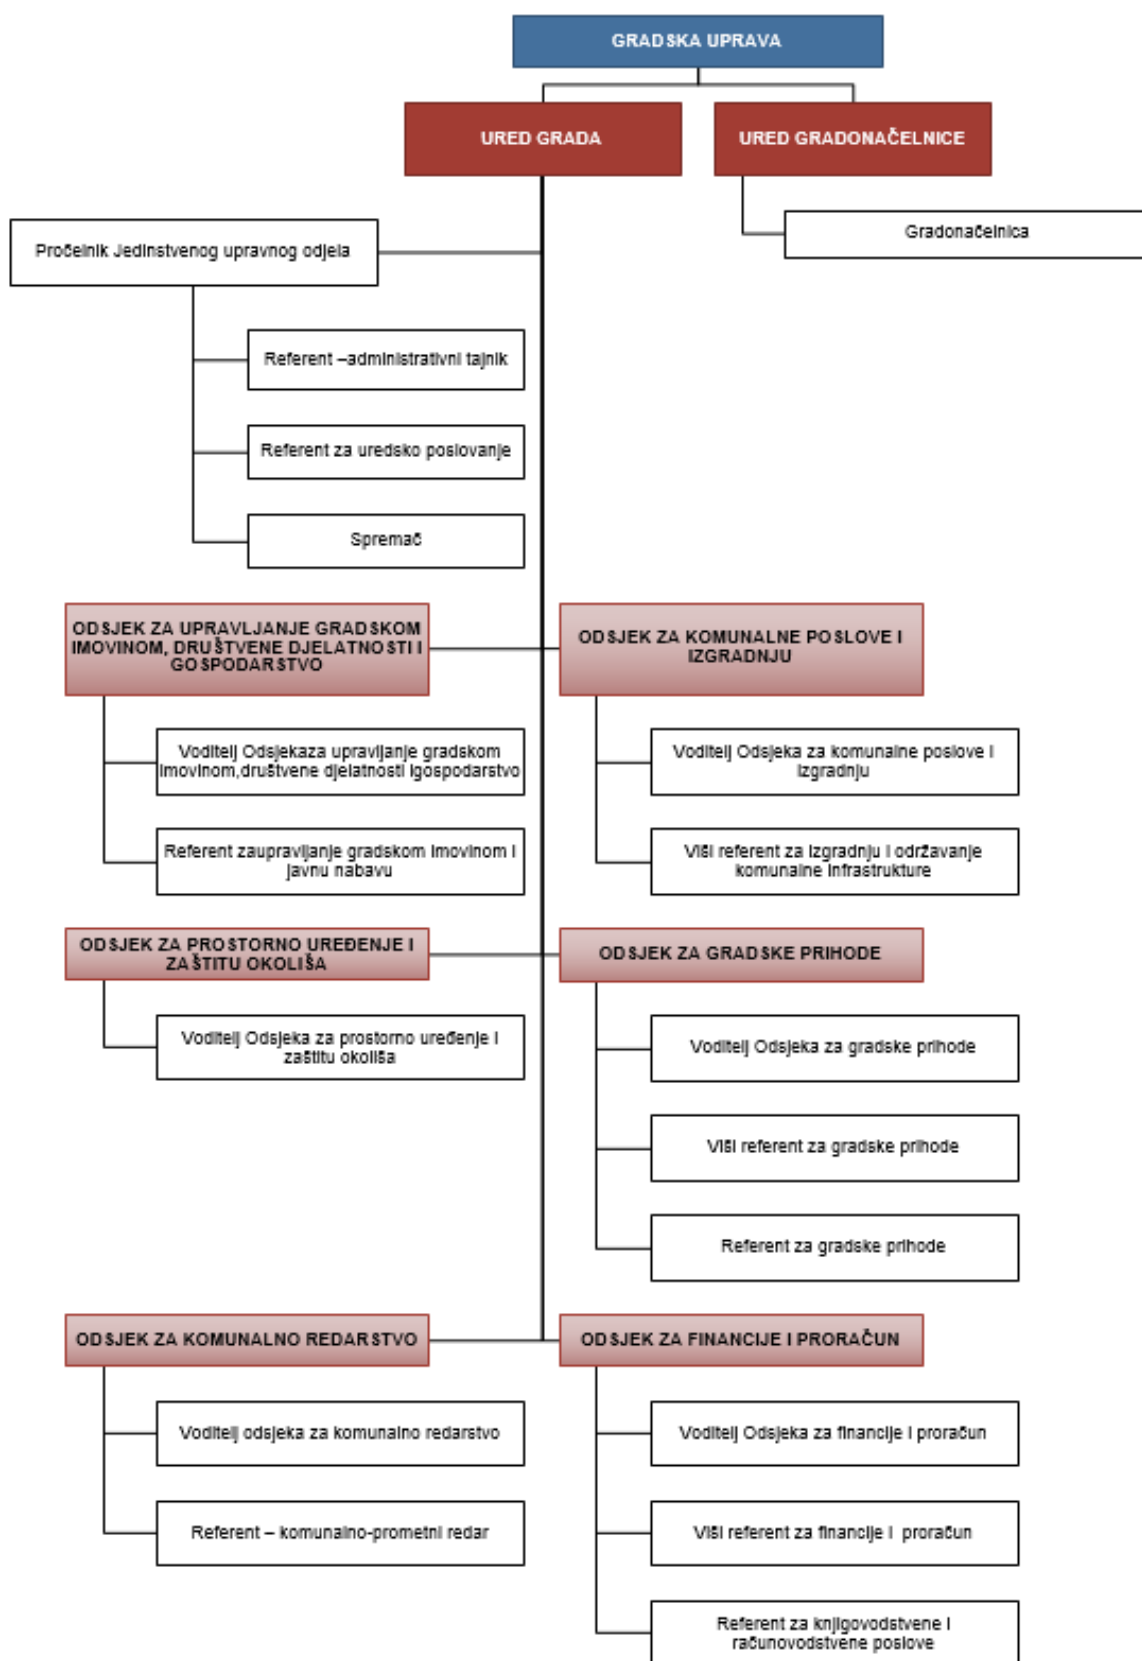 GRADSKA UPRAVA
URED GRADA
URED GRADONAČELNICE
Gradonačelnica
Pročelnik Jedinstvenog upravnog odjela
Referent –administrativni tajnik
Referent za uredsko poslovanje
Spremač
ODSJEK ZA UPRAVLJANJE GRADSKOM
IMOVINOM, DRUŠTVENE DJELATNOSTI I
GOSPODARSTVO
Voditelj Odsjekaza upravljanje gradskom
imovinom,društvene djelatnosti igospodarstvo
Referent zaupravljanje gradskom imovinom i
javnu nabavu
ODSJEK ZA KOMUNALNE POSLOVE I
IZGRADNJU
Voditelj Odsjeka za komunalne poslove i
izgradnju
Viši referent za izgradnju i održavanje
komunalne infrastrukture
ODSJEK ZA PROSTORNO UREĐENJE I
ZAŠTITU OKOLIŠA
Voditelj Odsjeka za prostorno uređenje i
zaštitu okoliša
ODSJEK ZA GRADSKE PRIHODE
Voditelj Odsjeka za gradske prihode
Viši referent za gradske prihode
Referent za gradske prihode
ODSJEK ZA KOMUNALNO REDARSTVO
Voditelj odsjeka za komunalno redarstvo
Referent – komunalno-prometni redar
ODSJEK ZA FINANCIJE I PRORAČUN
Voditelj Odsjeka za financije i proračun
Viši referent za financije i proračun
Referent za knjigovodstvene i
računovodstvene poslove